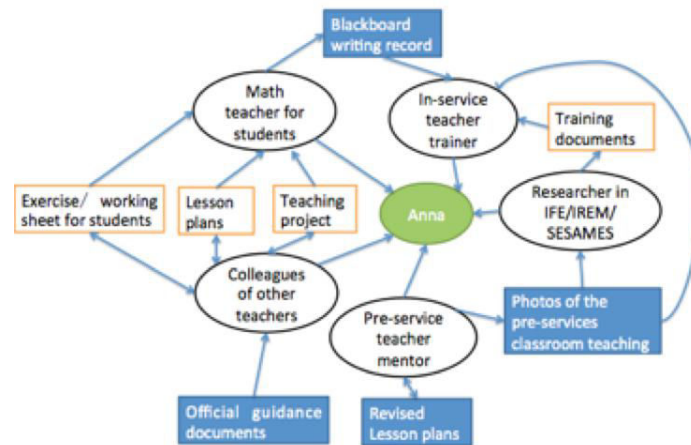 Blackboard
writing record
Math
teacher for
students
In-service
teacher
trainer
Training
documents
Exercise/ working
sheet for students
Lesson
plans
Teaching
project
Anna
Researcher in
IFE/IREM/
SESAMES
Colleagues
of other
teachers
Pre-service
teacher
mentor
Photos of the
pre-services
classroom teaching
Official guidance
documents
Revised
Lesson plans